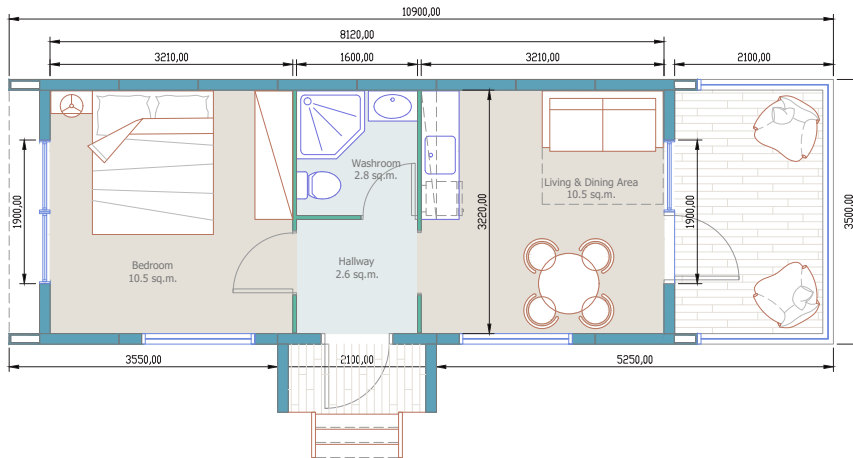 10900,00
8120,00
3210,00
1600,00
3210,00
2100,00
Washroom
2.8 sq.m.
Living & Dining Area
10.5 sq.m.
1900,00
3220,00
1900,00
3500,00
Bedroom
10.5 sq.m.
Hallway
2.6 sq.m.
3550,00
2100,00
5250,00